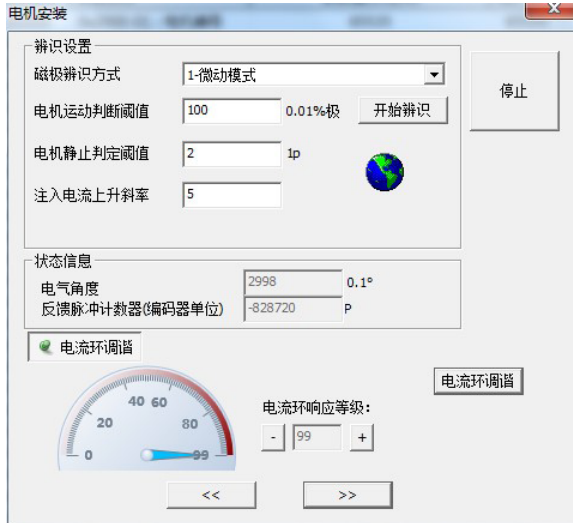 电机安装
辨识设置
磁极辨识方式 1-微动模式
停止
电机运动判断阈值 100 0.01%极 开始辨识
电机静止判定阈值 2 1p
注入电流上升斜率 5
状态信息
电气角度 2998 0.1°
反馈脉冲计数器(编码器单位) -828720 P
电流环调谐
电流环调谐
40 60
20 80
0 99
电流环响应等级:
- 99 +
<< >>